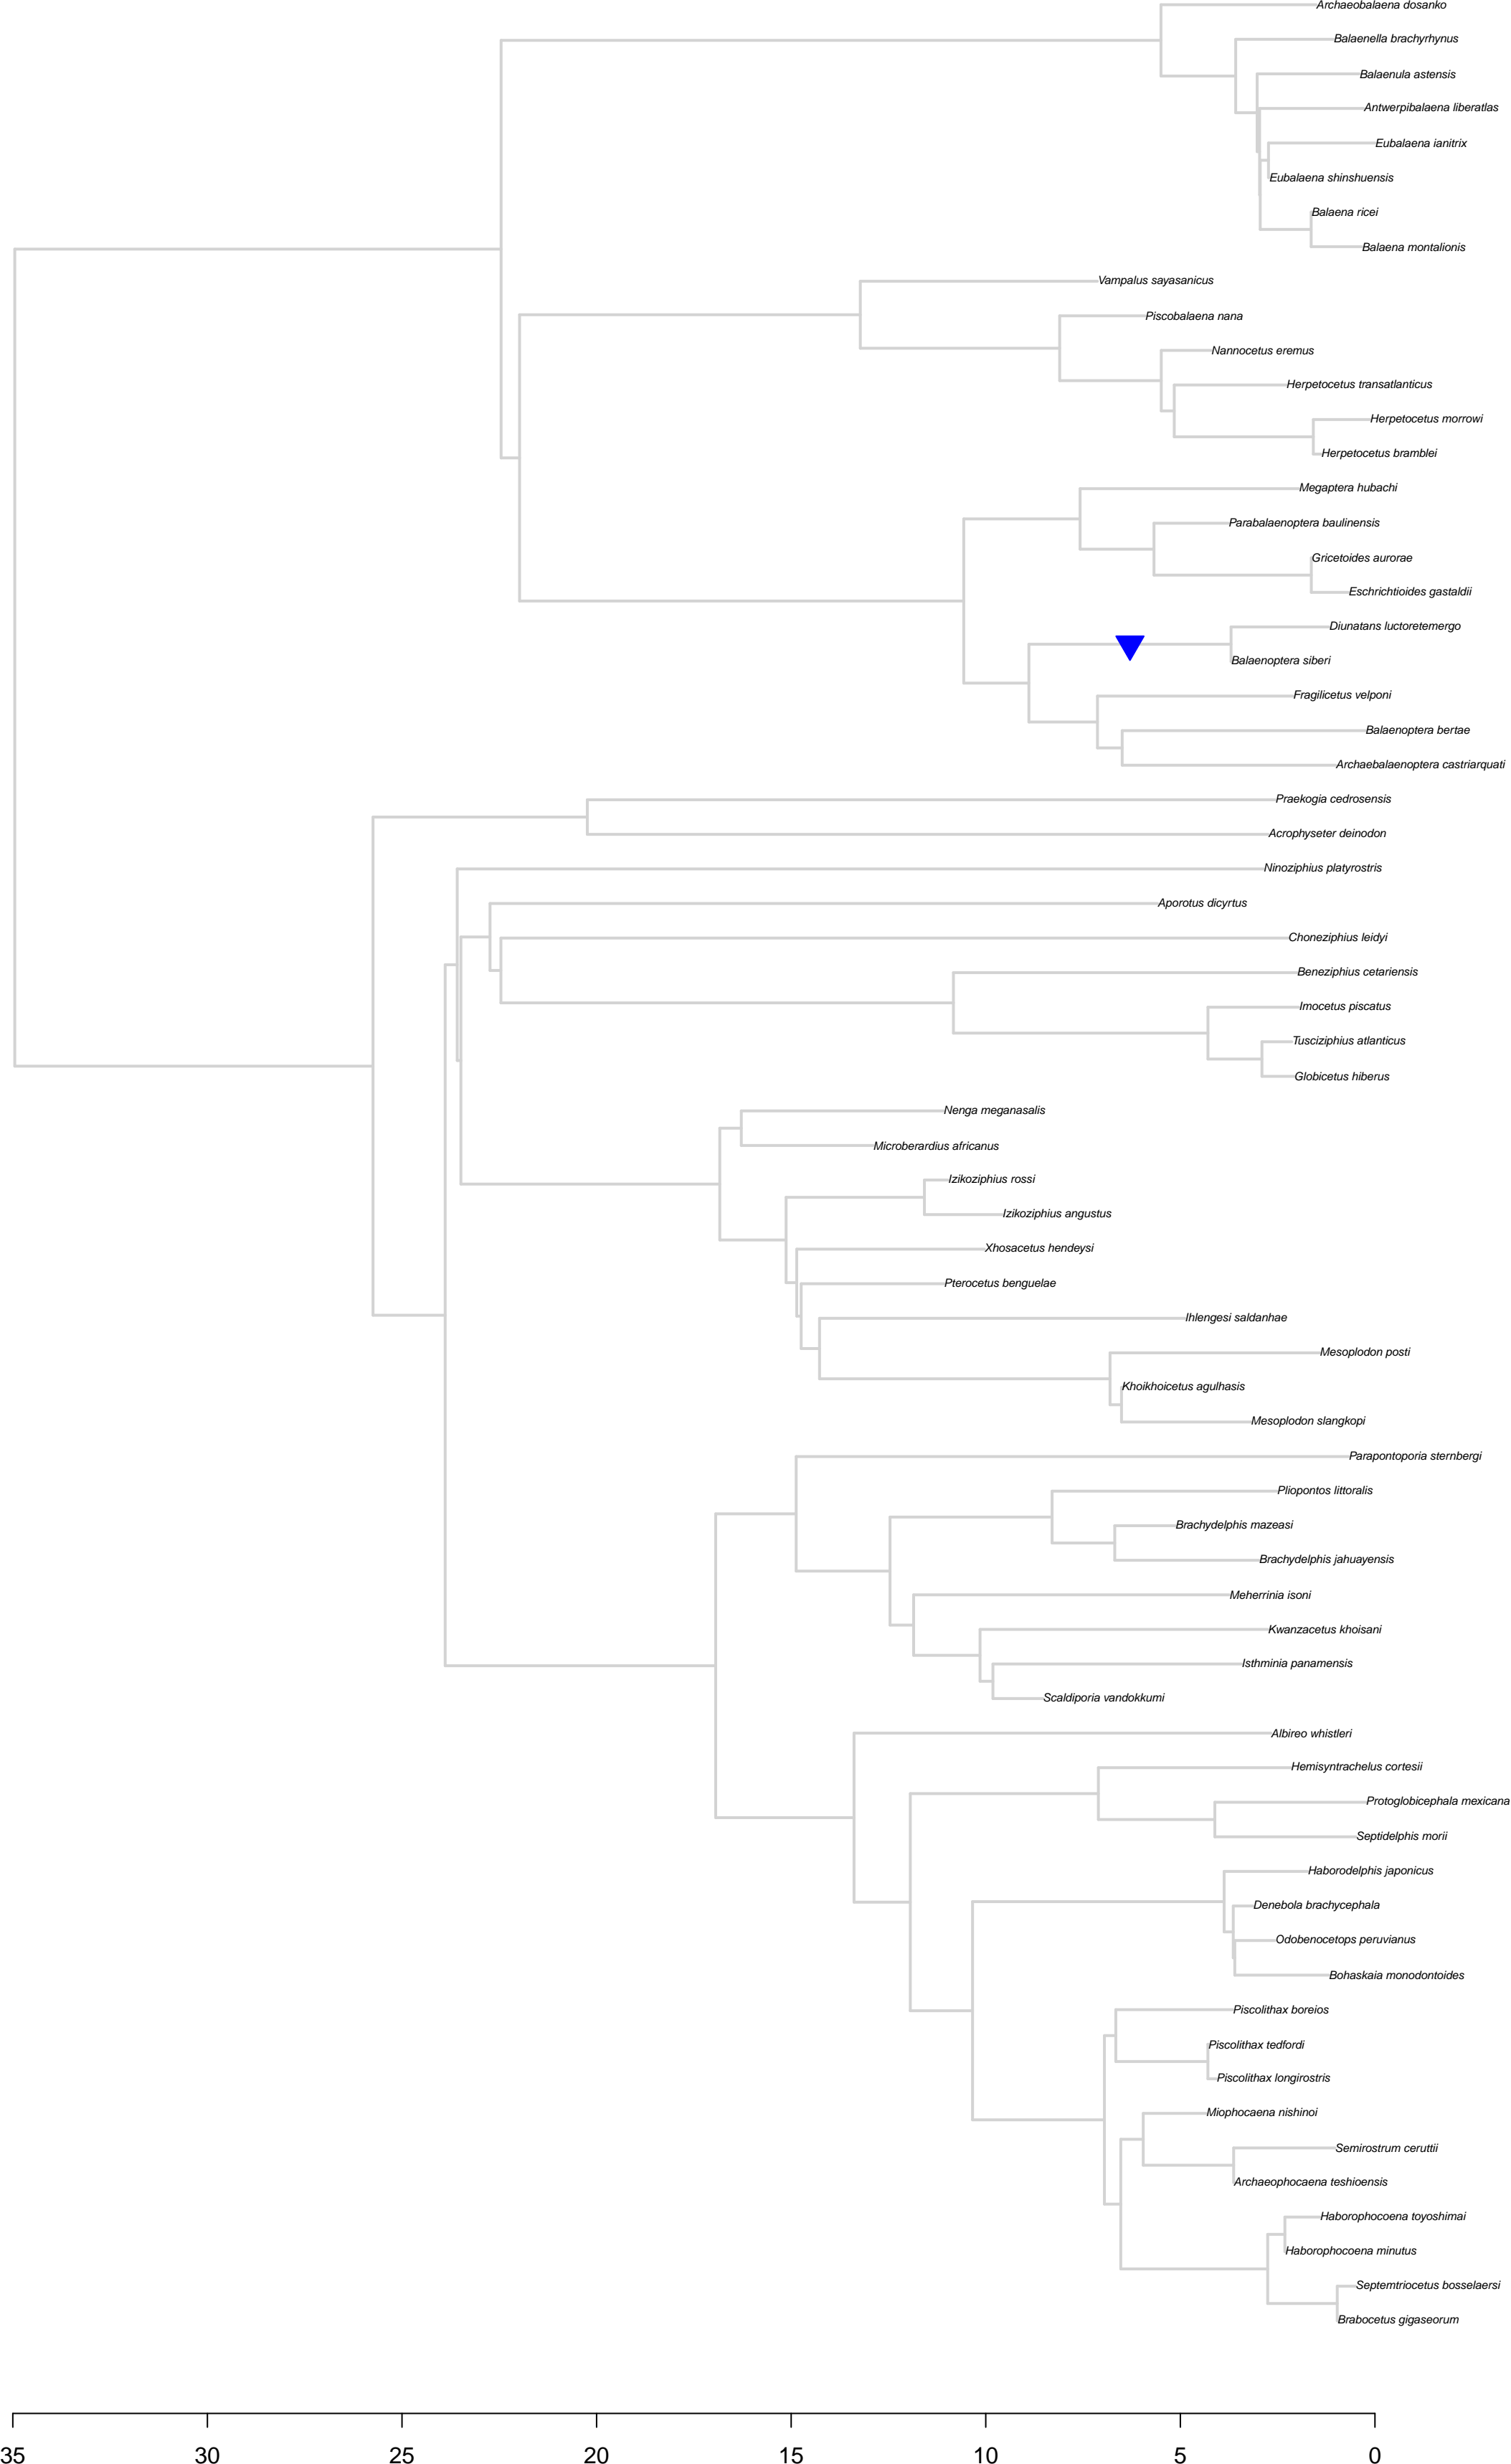 Archaeobalaena dosanko
Balaenella brachyrhynus
Balaenula astensis
Antwerpibalaena liberatlas
Eubalaena ianitrix
Eubalaena shinshuensis
Balaena ricei
Balaena montalionis
Vampalus sayasanicus
Piscobalaena nana
Nannocetus eremus
Herpetocetus transatlanticus
Herpetocetus morrowi
Herpetocetus bramblei
Megaptera hubachi
Parabalaenoptera baulinensis
Gricetoides aurorae
Eschrichtioides gastaldii
Diunatans luctoretemergo
Balaenoptera siberi
Fragilicetus velponi
Balaenoptera bertae
Archaebalaenoptera castriarquati
Praekogia cedrosensis
Acrophyseter deinodon
Ninoziphius platyrostris
Aporotus dicyrtus
Choneziphius leidyi
Beneziphius cetariensis
Imocetus piscatus
Tusciziphius atlanticus
Globicetus hiberus
Nenga meganasalis
Microberardius africanus
Izikoziphius rossi
Izikoziphius angustus
Xhosacetus hendeysi
Pterocetus benguelae
Ihlengesi saldanhae
Mesoplodon posti
Khoikhoicetus agulhasis
Mesoplodon slangkopi
Parapontoporia sternbergi
Pliopontos littoralis
Brachydelphis mazeasi
Brachydelphis jahuayensis
Meherrinia isoni
Kwanzacetus khoisani
Isthminia panamensis
Scaldiporia vandokkumi
Albireo whistleri
Hemisyntrachelus cortesii
Protoglobicephala mexicana
Septidelphis morii
Haborodelphis japonicus
Denebola brachycephala
Odobenocetops peruvianus
Bohaskaia monodontoides
Piscolithax boreios
Piscolithax tedfordi
Piscolithax longirostris
Miophocaena nishinoi
Semirostrum ceruttii
Archaeophocaena teshioensis
Haborophocoena toyoshimai
Haborophocoena minutus
Septemtriocetus bosselaersi
Brabocetus gigaseorum
35 30 25 20 15 10 5 0